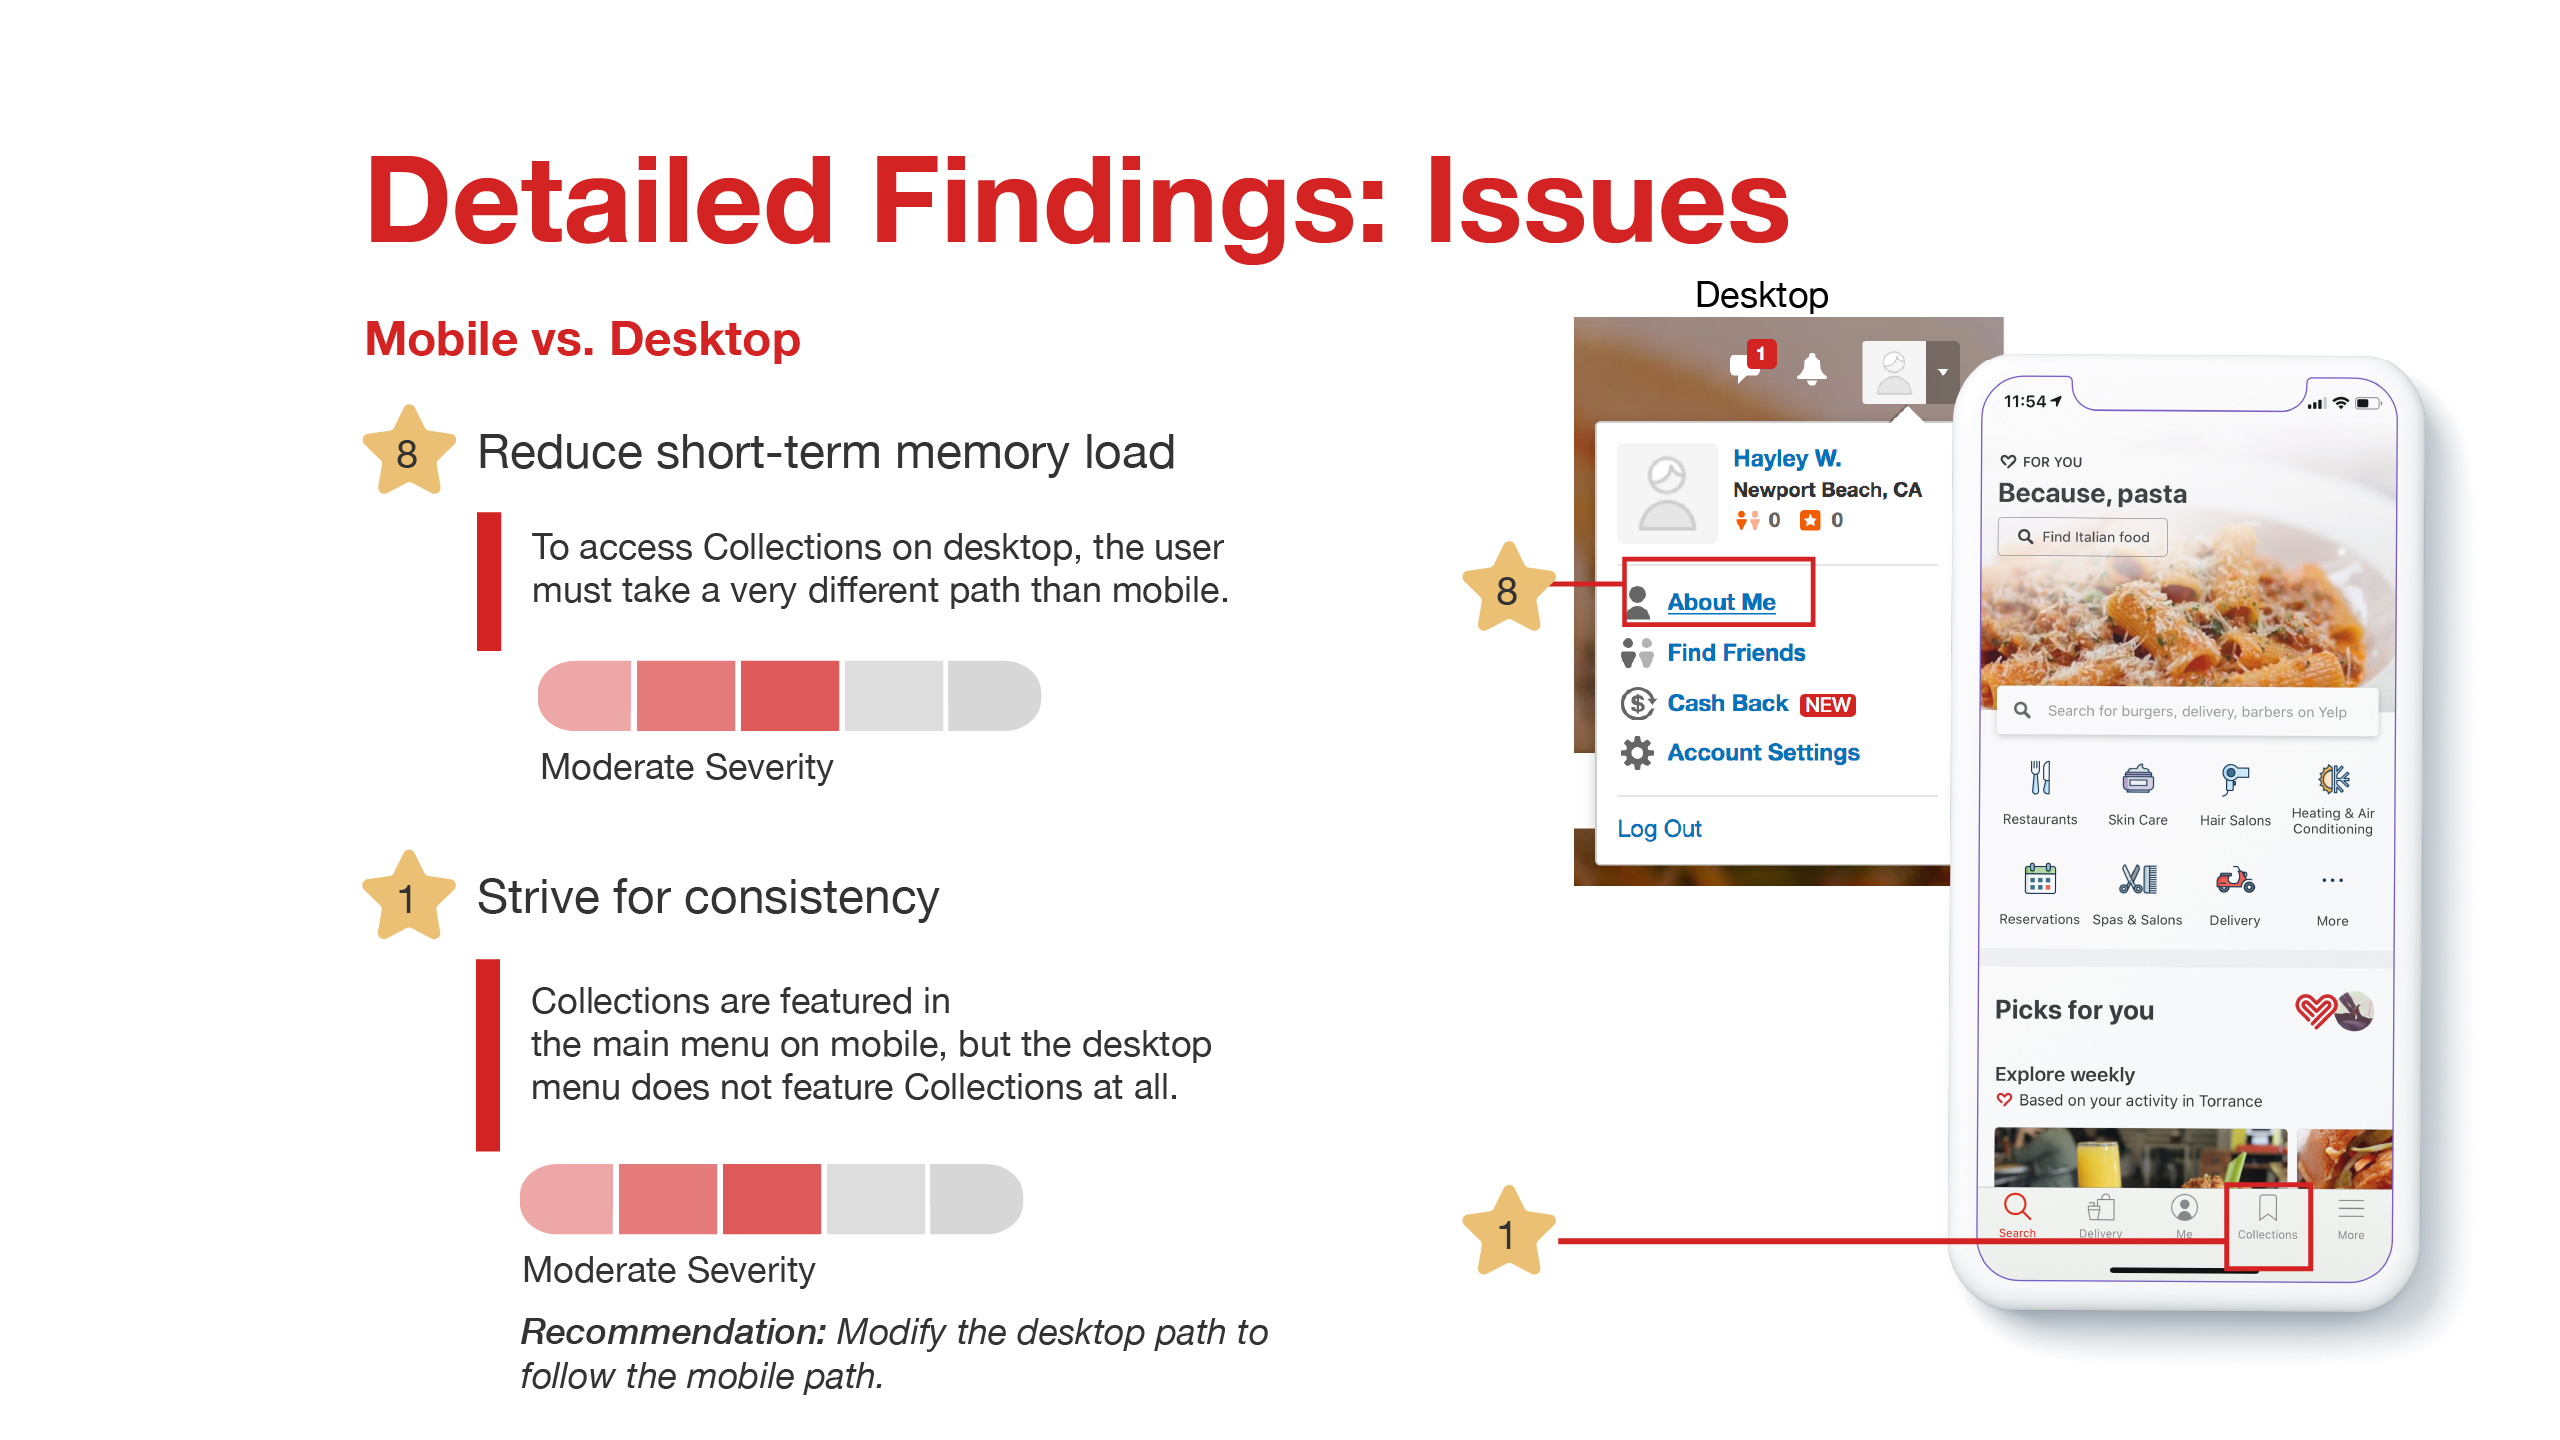 Detailed Findings: Issues
Mobile vs. Desktop
8
Reduce short-term memory load
To access Collections on desktop, the user
must take a very different path than mobile.
Moderate Severity
1
Strive for consistency
Collections are featured in
the main menu on mobile, but the desktop
menu does not feature Collections at all.
Moderate Severity
Recommendation: Modify the desktop path to
follow the mobile path.
Desktop
1
Hayley W.
Newport Beach, CA
0 0
8
About Me
Find Friends
Cash Back NEW
Account Settings
Log Out
11:54
FOR YOU
Because, pasta
Find Italian food
Search for burgers, delivery, barbers on Yelp
Restaurants Skin Care Hair Salons Heating & Air
Conditioning
Reservations Spas & Salons Delivery More
Picks for you
Explore weekly
Based on your activity in Torrance
1
Search Delivery Me Collections More